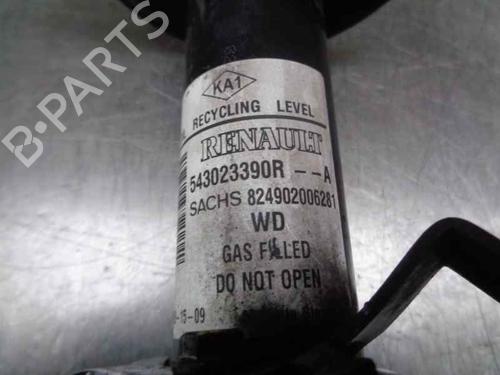 KA1
RECYCLING LEVEL
RENAULT
543023390R--A
SACHS 824902006281
WD
GAS FILLED
DO NOT OPEN
-15-09
B-PARTS